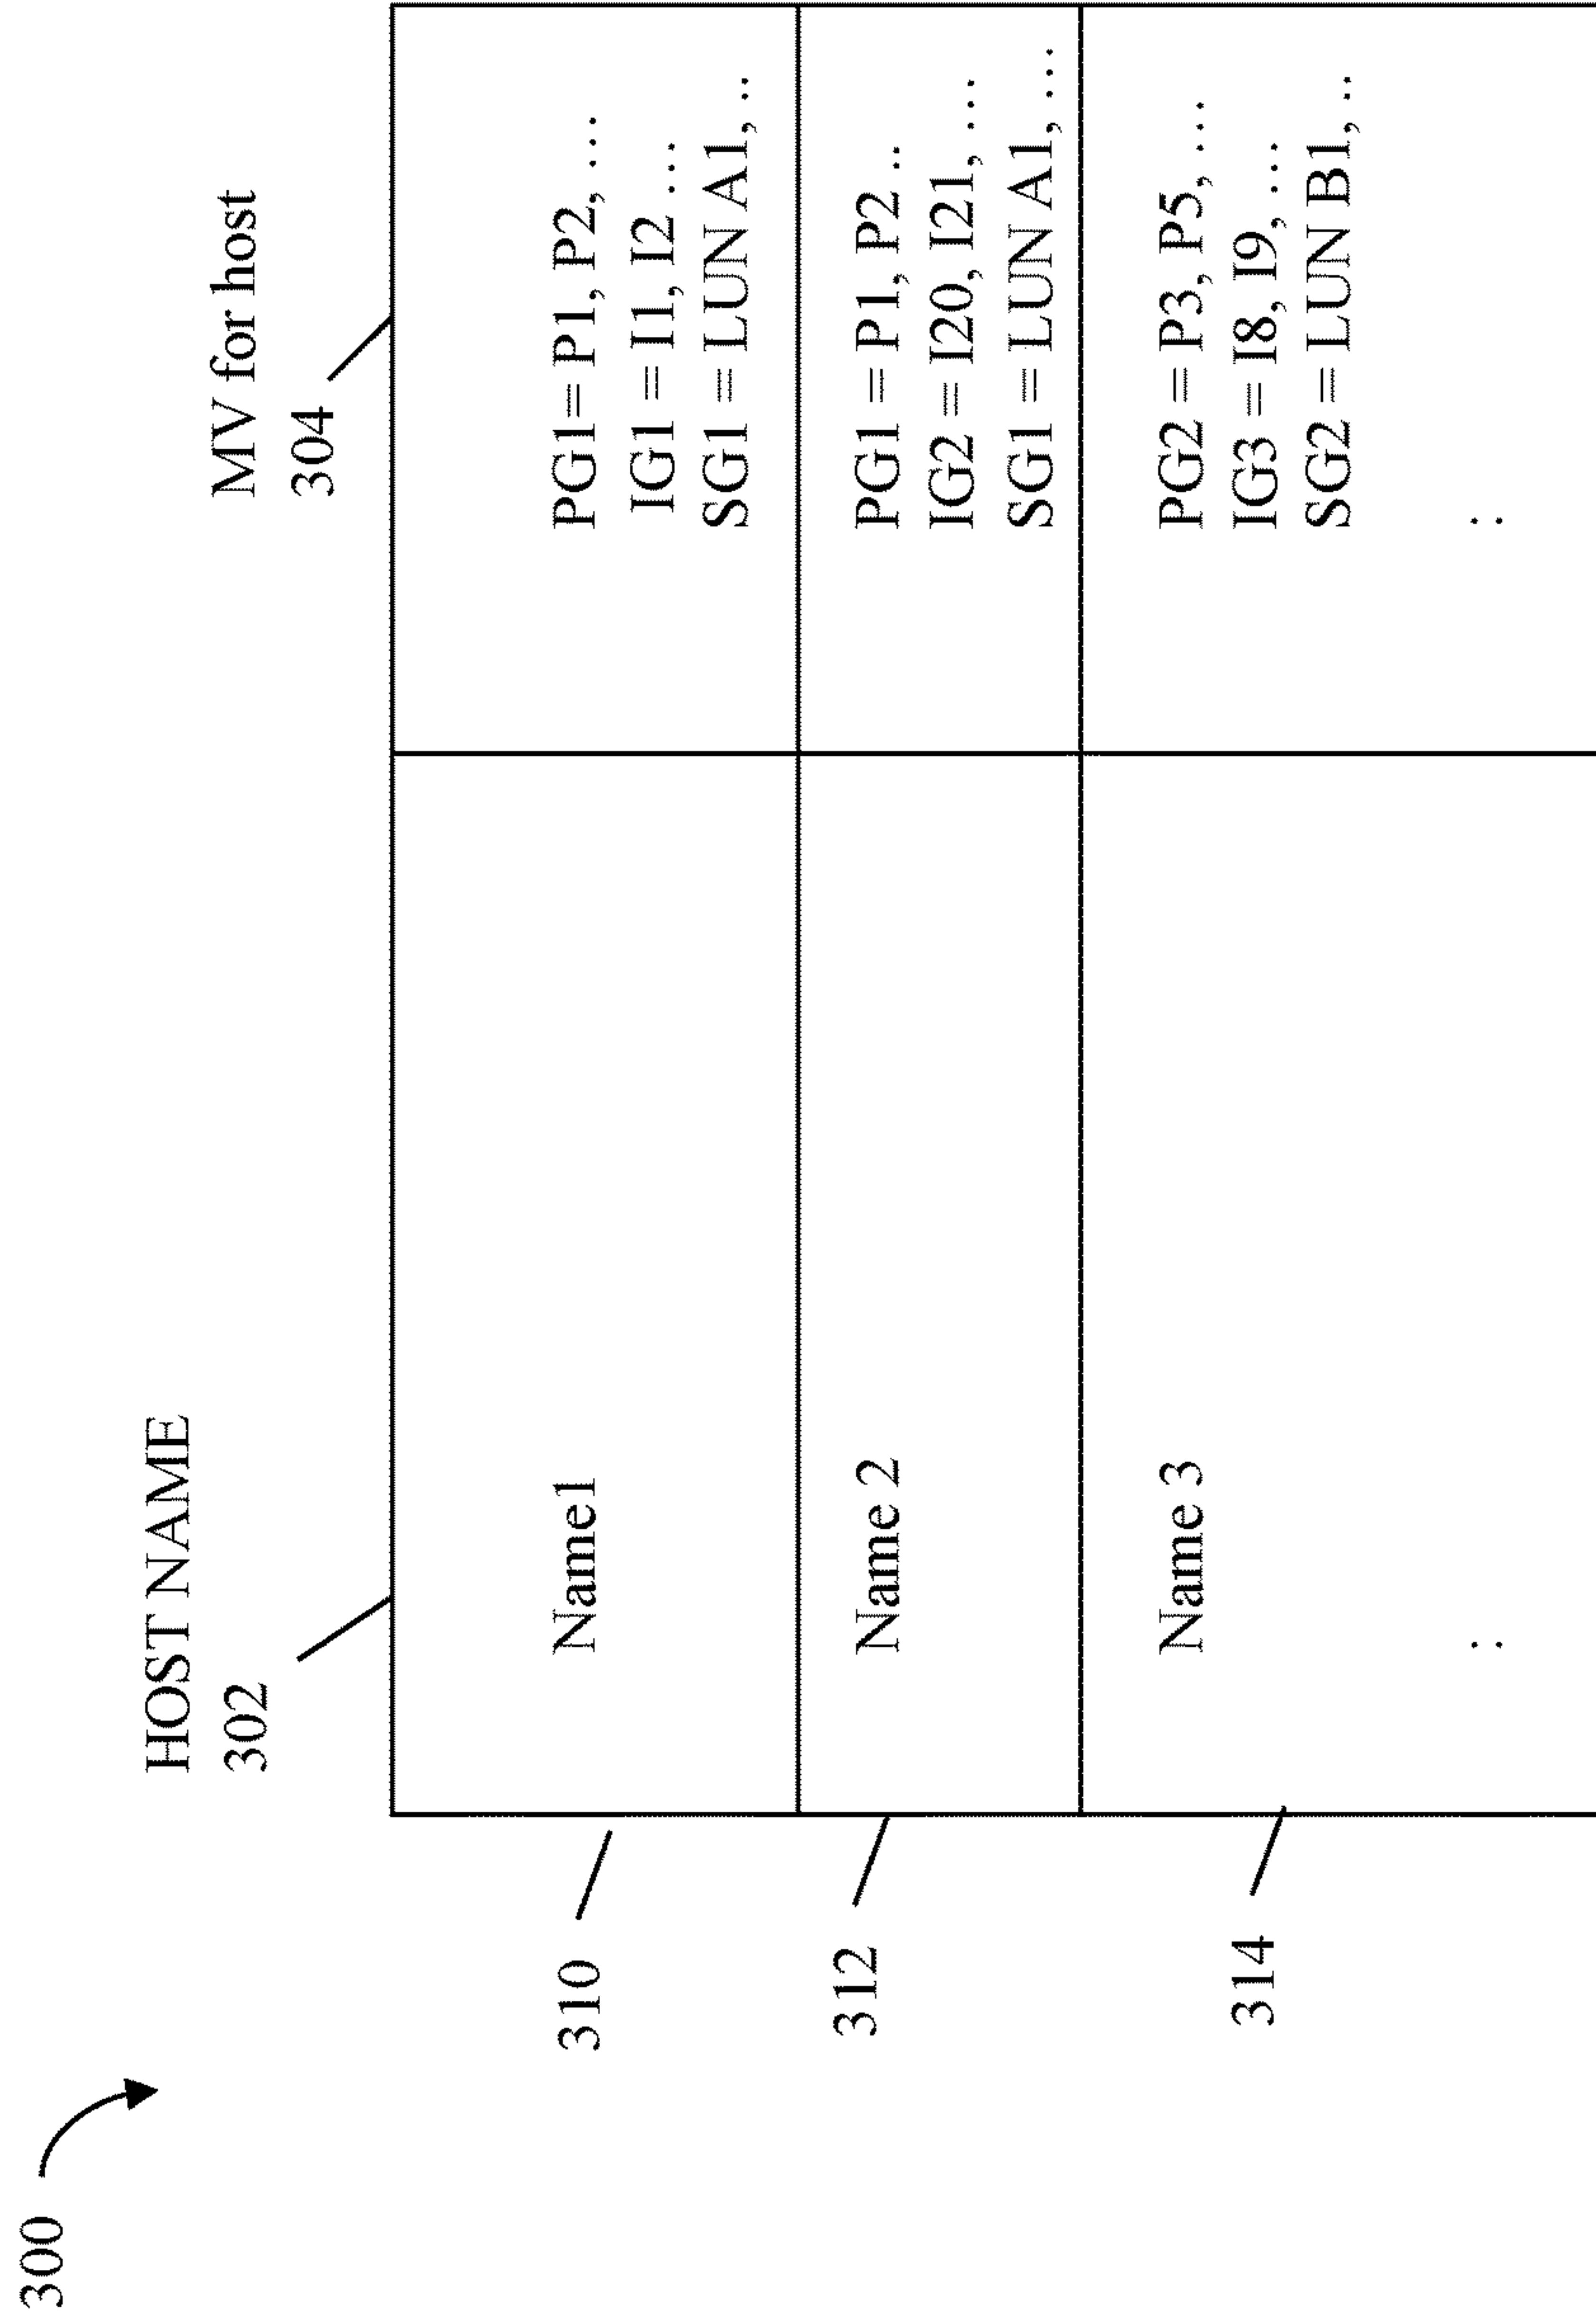 300
HOST NAME
302
MV for host
304
310
Name1
PG1= P1, P2, …
IG1 = I1, I2 …
SG1 = LUN A1, ..
312
Name 2
PG1 = P1, P2 ..
IG2 = I20, I21, …
SG1 = LUN A1, ….
314
Name 3
PG2 = P3, P5, ….
IG3 = I8, I9, …
SG2 = LUN B1, ..
:
: